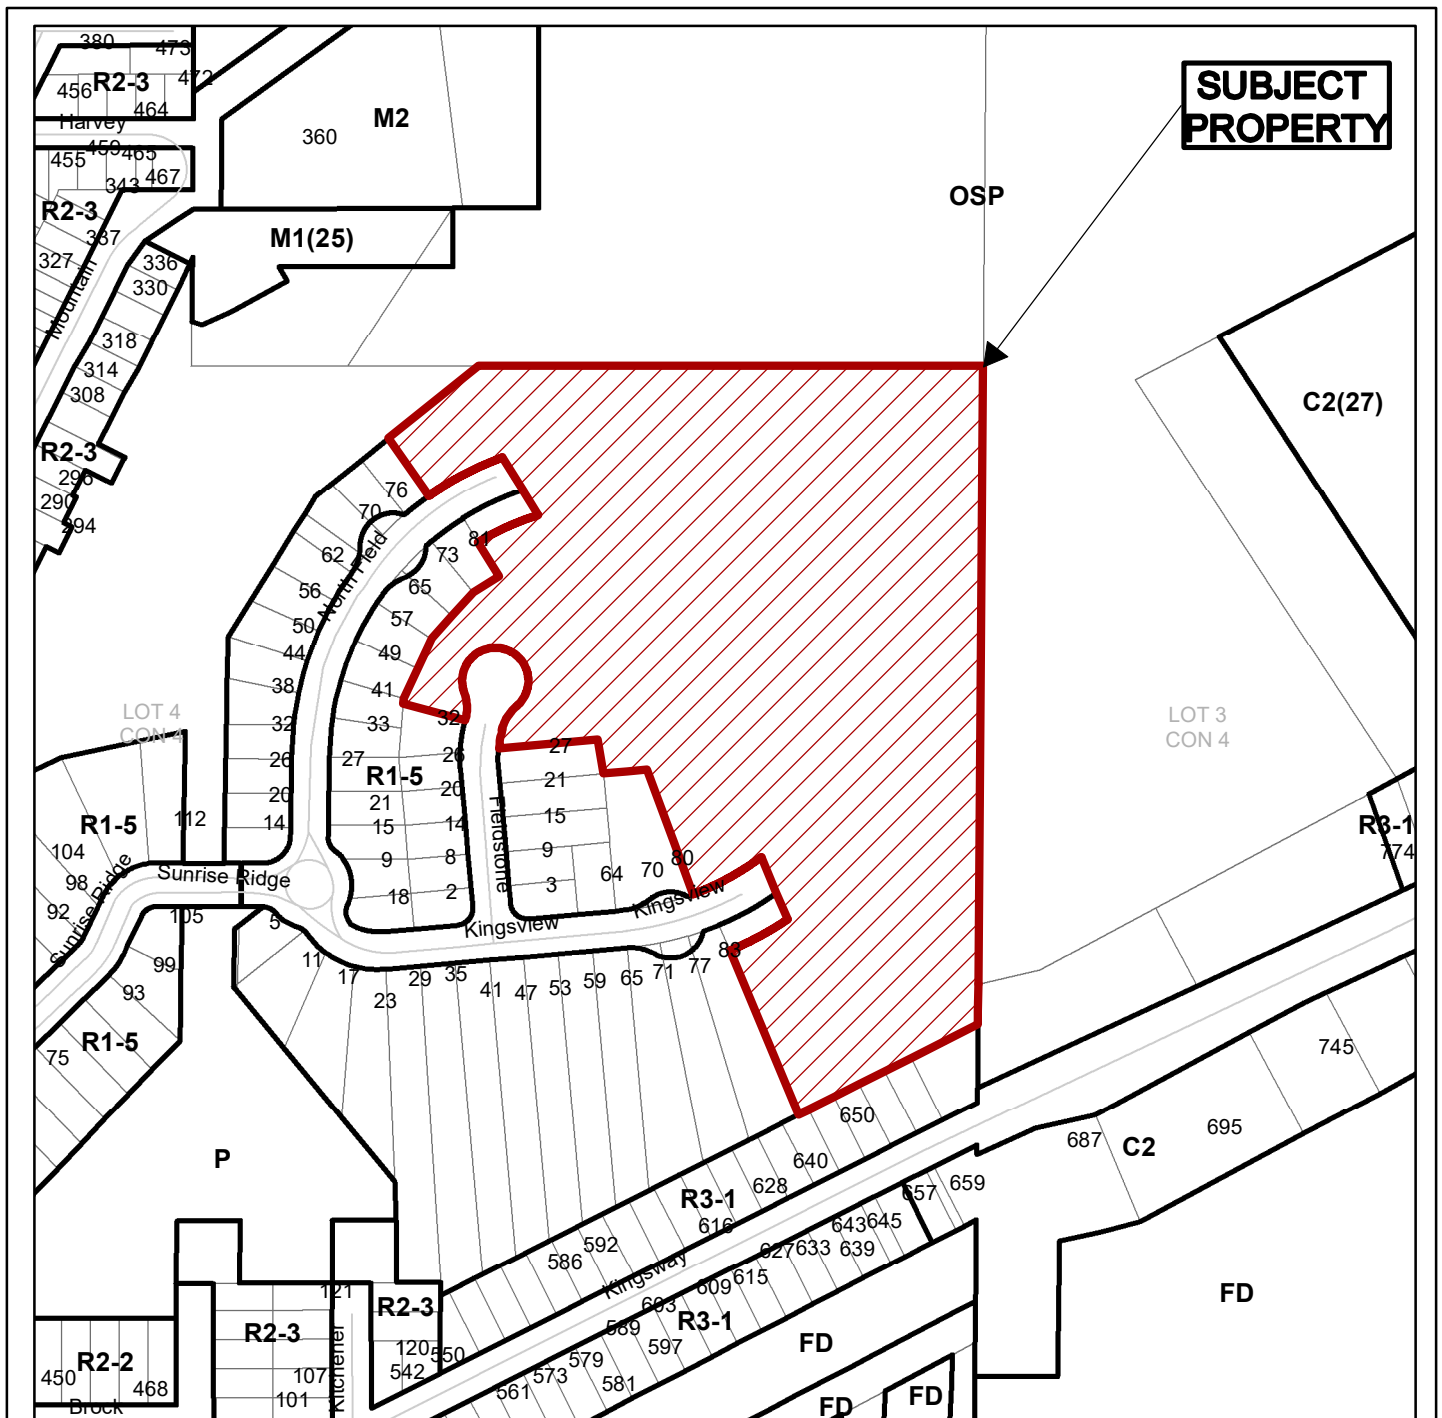 380
473
456
R2-3
472
464
Harvey
SUBJECT
PROPERTY
M2
360
455
459
465
467
343
R2-3
OSP
337
M1(25)
327
336
330
Mountain
318
314
308
C2(27)
R2-3
296
290
294
76
70
81
62
73
North Field
56
65
57
50
44
49
38
41
LOT 4
CON 4
32
33
32
LOT 3
CON 4
26
27
26
27
R1-5
20
21
20
21
R1-5
112
14
15
14
15
Fieldstone
R3-1
774
104
9
8
9
80
98
Sunrise Ridge
Sunrise Ridge
18
2
3
64
70
92
105
5
Kingsview
Kingsview
99
11
17
23
29
35
41
47
53
59
65
71
77
83
93
R1-5
75
745
650
687
C2
695
P
640
628
R3-1
616
657
659
643
645
592
586
627
633
639
Kingsway
615
609
603
121
R2-3
R2-3
R3-1
589
597
FD
FD
R2-2
120
550
542
579
573
581
561
450
468
107
101
Kitchener
Brock
FD
FD